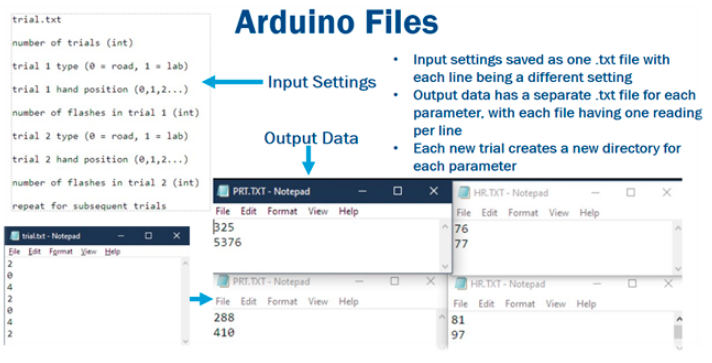 Arduino Files
trial.txt
number of trials (int)
trial 1 type (0 = road, 1 = lab)
trial 1 hand position (0,1,2...)
number of flashes in trial 1 (int)
trial 2 type (0 = road, 1 = lab)
trial 2 hand position (0,1,2...)
number of flashes in trial 2 (int)
repeat for subsequent trials
Input Settings
• Input settings saved as one .txt file with
each line being a different setting
• Output data has a separate .txt file for each
parameter, with each file having one reading
per line
• Each new trial creates a new directory for
each parameter
Output Data
trial.txt - Notepad
File Edit Format View Help
2
0
4
2
0
4
2
PRT.TXT - Notepad
File Edit Format View Help
325
5376
HR.TXT - Notepad
File Edit Format View Help
76
77
PRT.TXT - Notepad
File Edit Format View Help
288
410
HR.TXT - Notepad
File Edit Format View Help
81
97